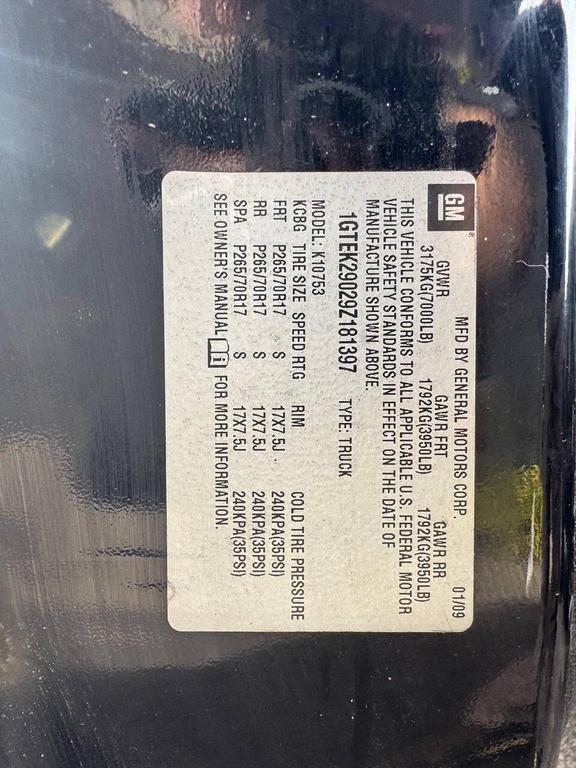 GM®
MFD BY GENERAL MOTORS CORP. 01/09
GVWR GAWR FRT GAWR RR
3175KG(7000LB) 1792KG(3950LB) 1792KG(3950LB)
THIS VEHICLE CONFORMS TO ALL APPLICABLE U.S. FEDERAL MOTOR
VEHICLE SAFETY STANDARDS IN EFFECT ON THE DATE OF
MANUFACTURE SHOWN ABOVE.
1GTEK29029Z181397 TYPE: TRUCK
MODEL: K10753
KCBG TIRE SIZE SPEED RTG RIM COLD TIRE PRESSURE
FRT P265/70R17 S 17X7.5J 240KPA(35PSI)
RR P265/70R17 S 17X7.5J 240KPA(35PSI)
SPA P265/70R17 S 17X7.5J 240KPA(35PSI)
SEE OWNER'S MANUAL i FOR MORE INFORMATION.